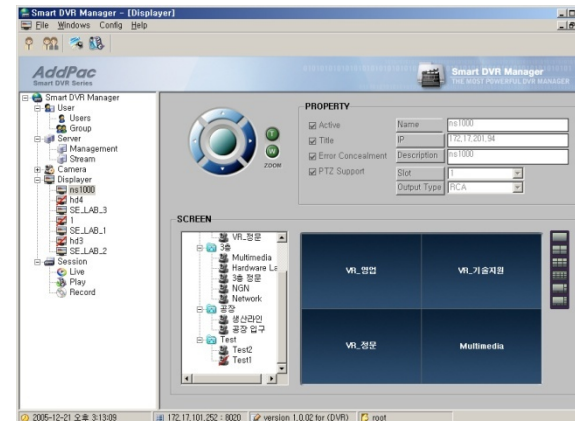 Smart DVR Manager - [Displayer]
File Windows Config Help
AddPac
Smart DVR Series
Smart DVR Manager
THE MOST POWERFUL DVR MANAGER
Smart DVR Manager
User
Users
Group
Server
Management
Stream
Camera
Displayer
ns1000
hd4
SE_LAB_3
1
SE_LAB_1
hd3
SE_LAB_2
Session
Live
Play
Record
T
W
ZOOM
PROPERTY
Active
Title
Error Concealment
PTZ Support
Name ns1000
IP 172,17,201,94
Description ns1000
Slot 1
Output Type RCA
SCREEN
VR_정문
3층
Multimedia
Hardware La
3층 정문
NGN
Network
공장
생산라인
공장 입구
Test
Test2
Test1
VR_영업 VR_기술지원
VR_정문 Multimedia
2005-12-21 오후 3:13:09 172.17.101.252 : 8020 version 1,0,02 for (DVR) root